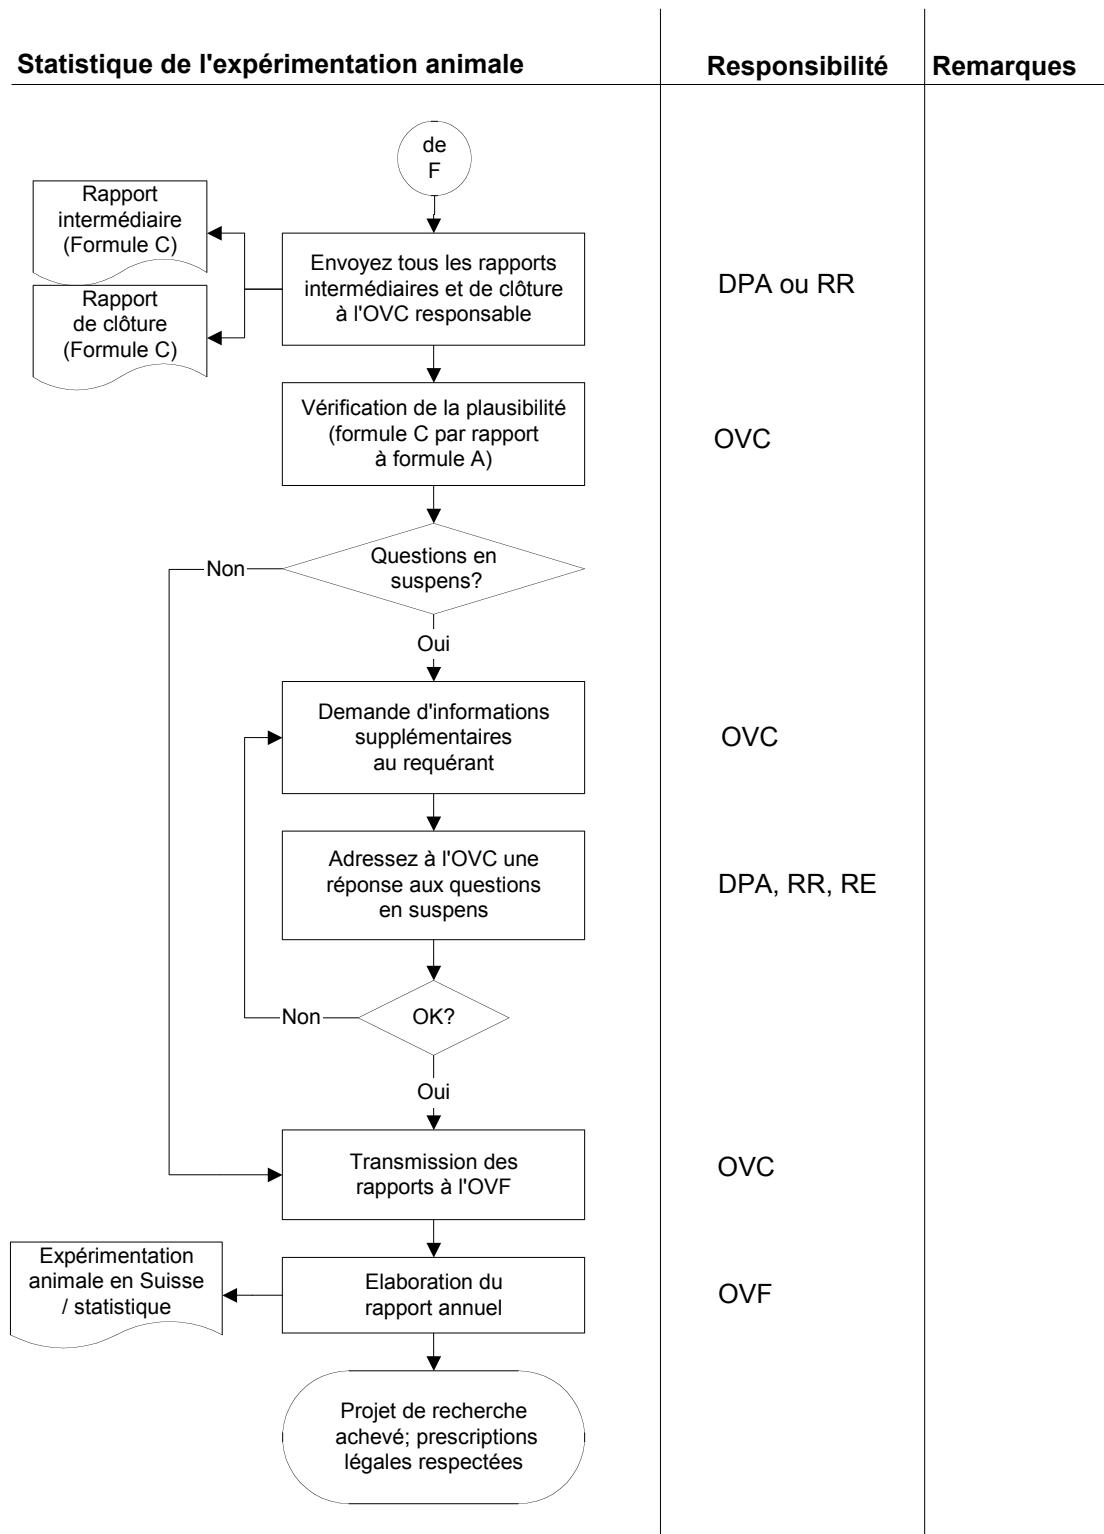 Statistique de l'expérimentation animale
Responsibilité
Remarques
de
F
Rapport
intermédiaire
(Formule C)
Rapport
de clôture
(Formule C)
Envoyez tous les rapports
intermédiaires et de clôture
à l'OVC responsable
DPA ou RR
Vérification de la plausibilité
(formule C par rapport
à formule A)
OVC
Questions en
suspens?
Non
Oui
Demande d'informations
supplémentaires
au requérant
OVC
Adressez à l'OVC une
réponse aux questions
en suspens
DPA, RR, RE
OK?
Non
Oui
Transmission des
rapports à l'OVF
OVC
Expérimentation
animale en Suisse
/ statistique
Elaboration du
rapport annuel
OVF
Projet de recherche
achevé; prescriptions
légales respectées